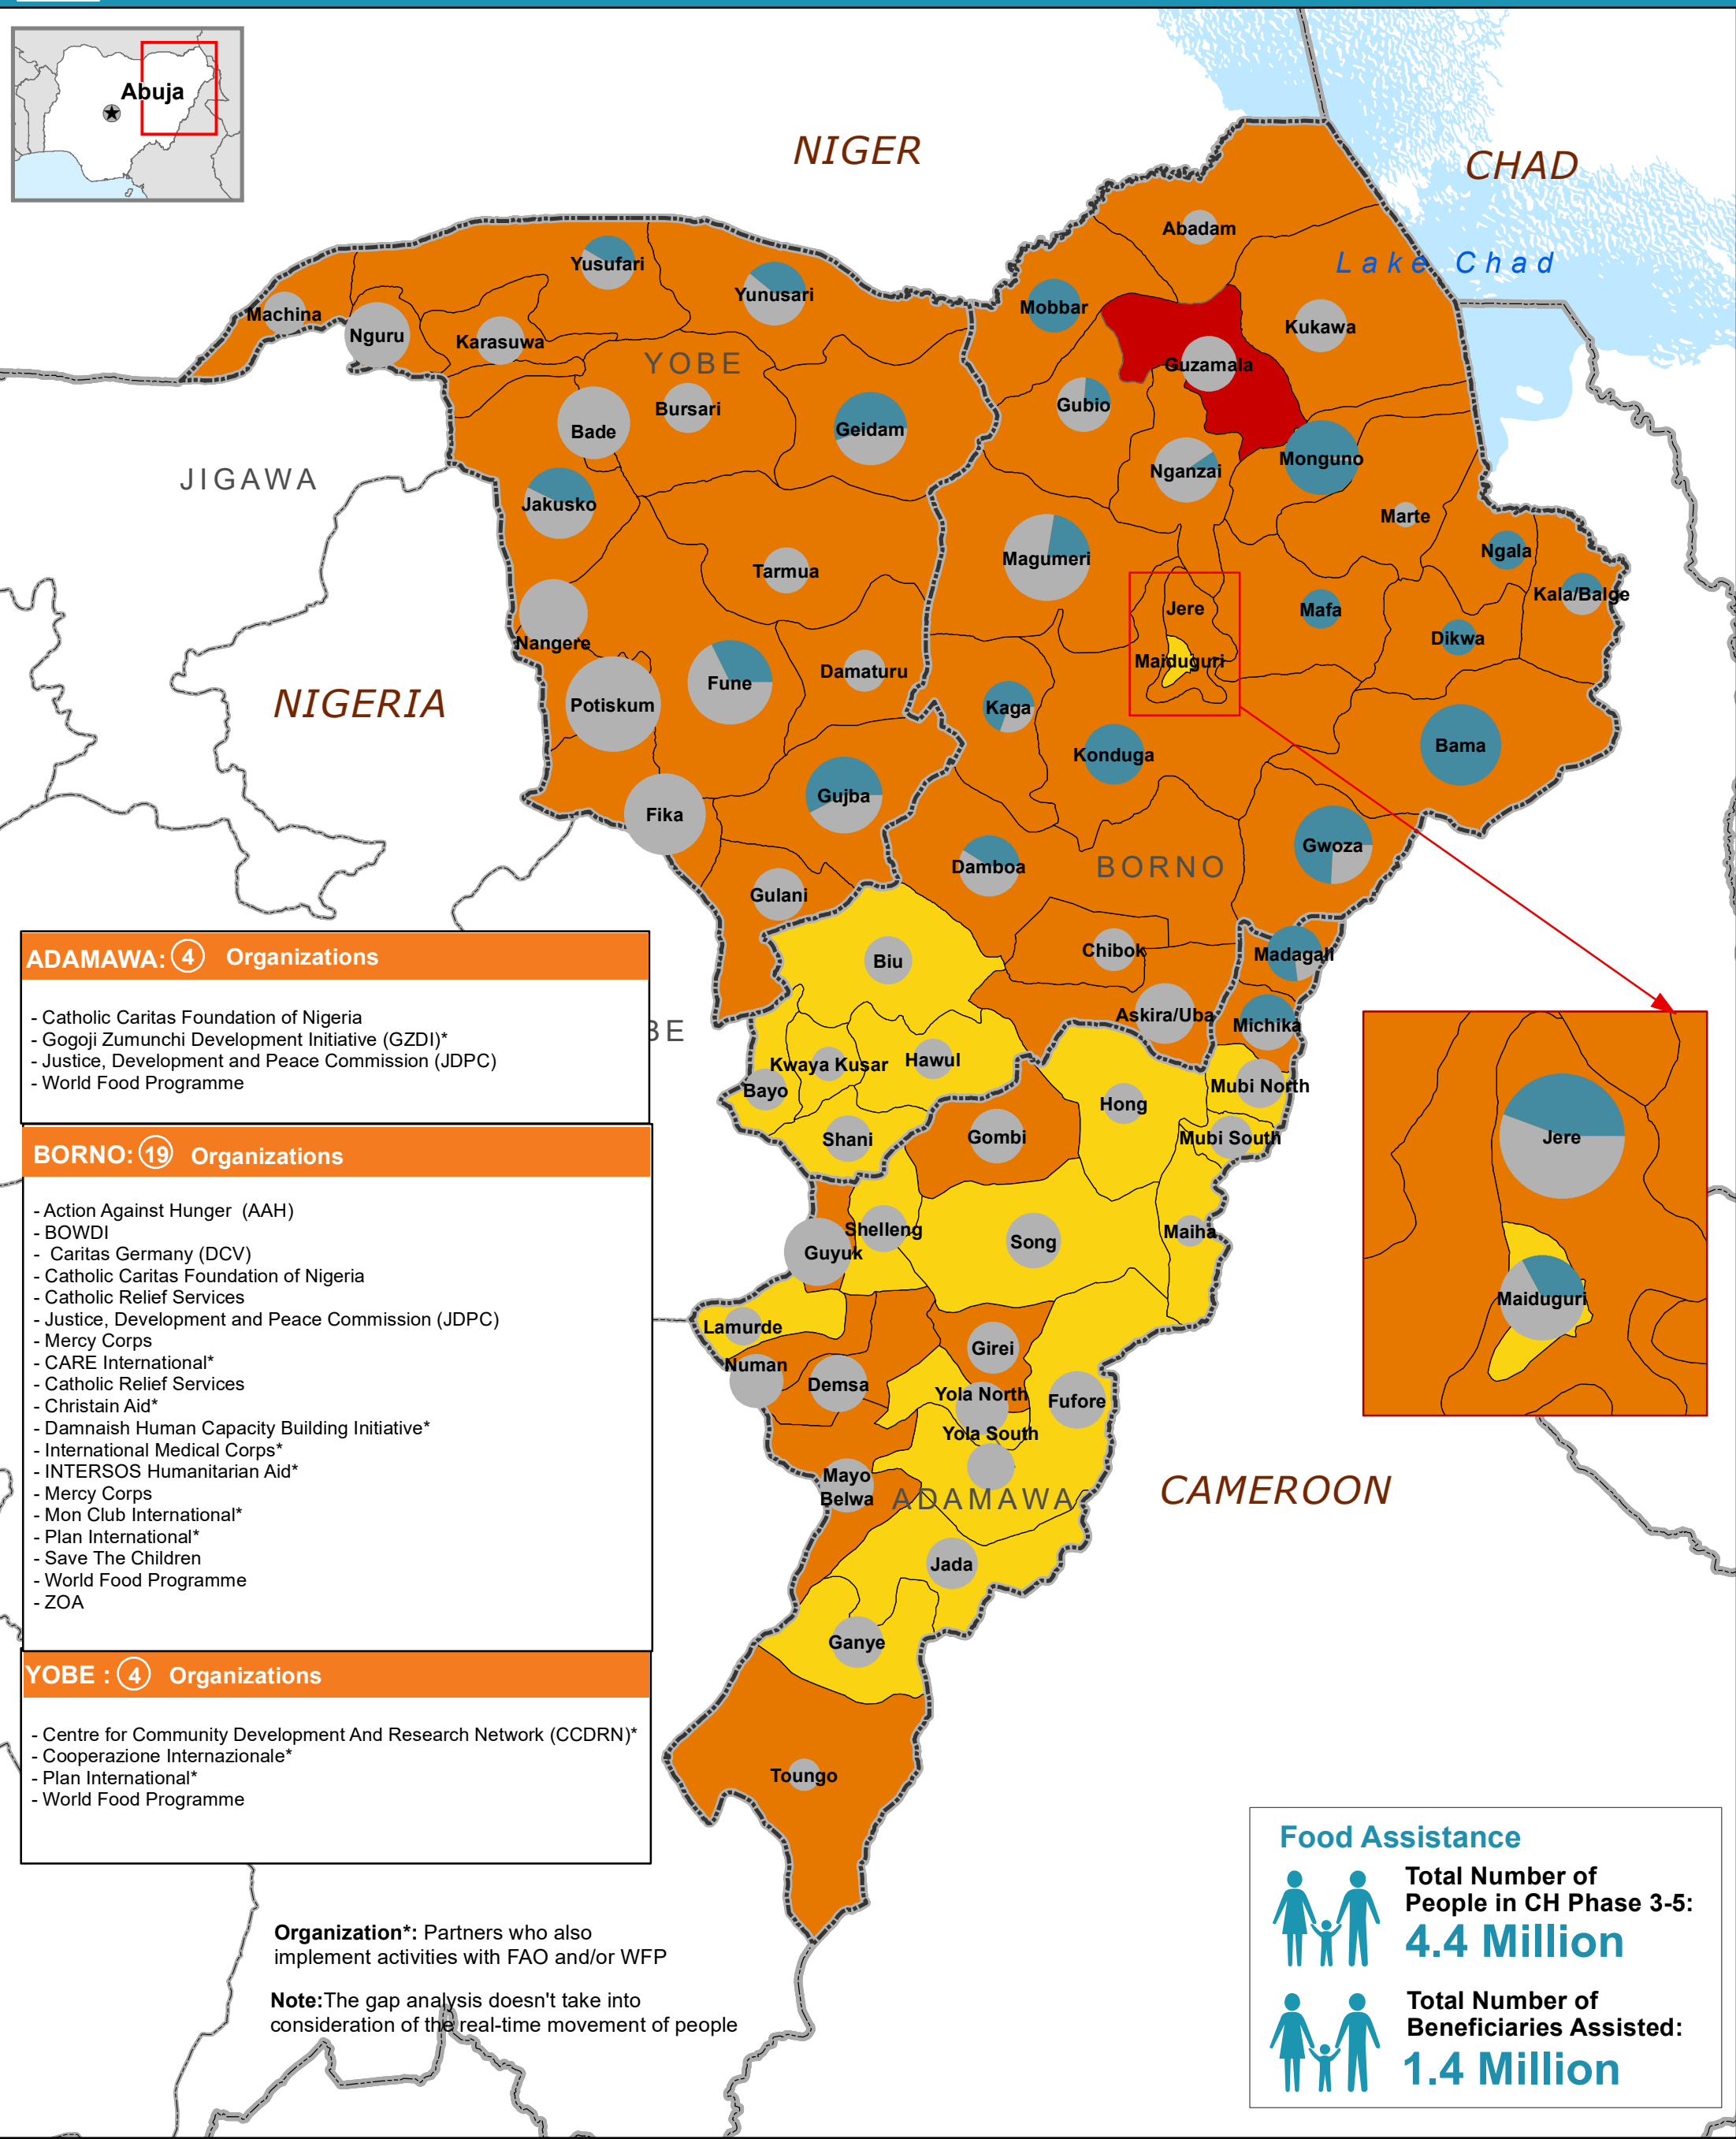 Abuja
NIGER
CHAD
Lake Chad
Abadam
Yusufari
Yunusari
Mobbar
Machina
Nguru
Karasuwa
Kukawa
YOBE
Guzamala
Bursari
Gubio
Bade
Geidam
Monguno
Nganzai
JIGAWA
Jakusko
Marte
Magumeri
Ngala
Tarmua
Kala/Balge
Jere
Mafa
Dikwa
Nangere
Maiduguri
Damaturu
Fune
NIGERIA
Potiskum
Kaga
Bama
Konduga
Gujba
Fika
Gwoza
Damboa
BORNO
Gulani
Chibok
Madagali
Biu
Askira/Uba
Michika
BE
Hawul
Kwaya Kusar
Mubi North
Bayo
Hong
Shani
Gombi
Mubi South
Shelleng
Maiha
Song
Guyuk
Lamurde
Girei
Numan
Demsa
Yola North
Fufore
Yola South
Mayo
Belwa
ADAMAWA
CAMEROON
Jada
Ganye
Toungo
Jere
Maiduguri
ADAMAWA: 4 Organizations
- Catholic Caritas Foundation of Nigeria
- Gogoji Zumunchi Development Initiative (GZDI)*
- Justice, Development and Peace Commission (JDPC)
- World Food Programme
BORNO: 19 Organizations
- Action Against Hunger (AAH)
- BOWDI
- Caritas Germany (DCV)
- Catholic Caritas Foundation of Nigeria
- Catholic Relief Services
- Justice, Development and Peace Commission (JDPC)
- Mercy Corps
- CARE International*
- Catholic Relief Services
- Christain Aid*
- Damnaish Human Capacity Building Initiative*
- International Medical Corps*
- INTERSOS Humanitarian Aid*
- Mercy Corps
- Mon Club International*
- Plan International*
- Save The Children
- World Food Programme
- ZOA
YOBE : 4 Organizations
- Centre for Community Development And Research Network (CCDRN)*
- Cooperazione Internazionale*
- Plan International*
- World Food Programme
Organization*: Partners who also
implement activities with FAO and/or WFP
Note:The gap analysis doesn't take into
consideration of the real-time movement of people
Food Assistance
Total Number of
People in CH Phase 3-5:
4.4 Million
Total Number of
Beneficiaries Assisted:
1.4 Million